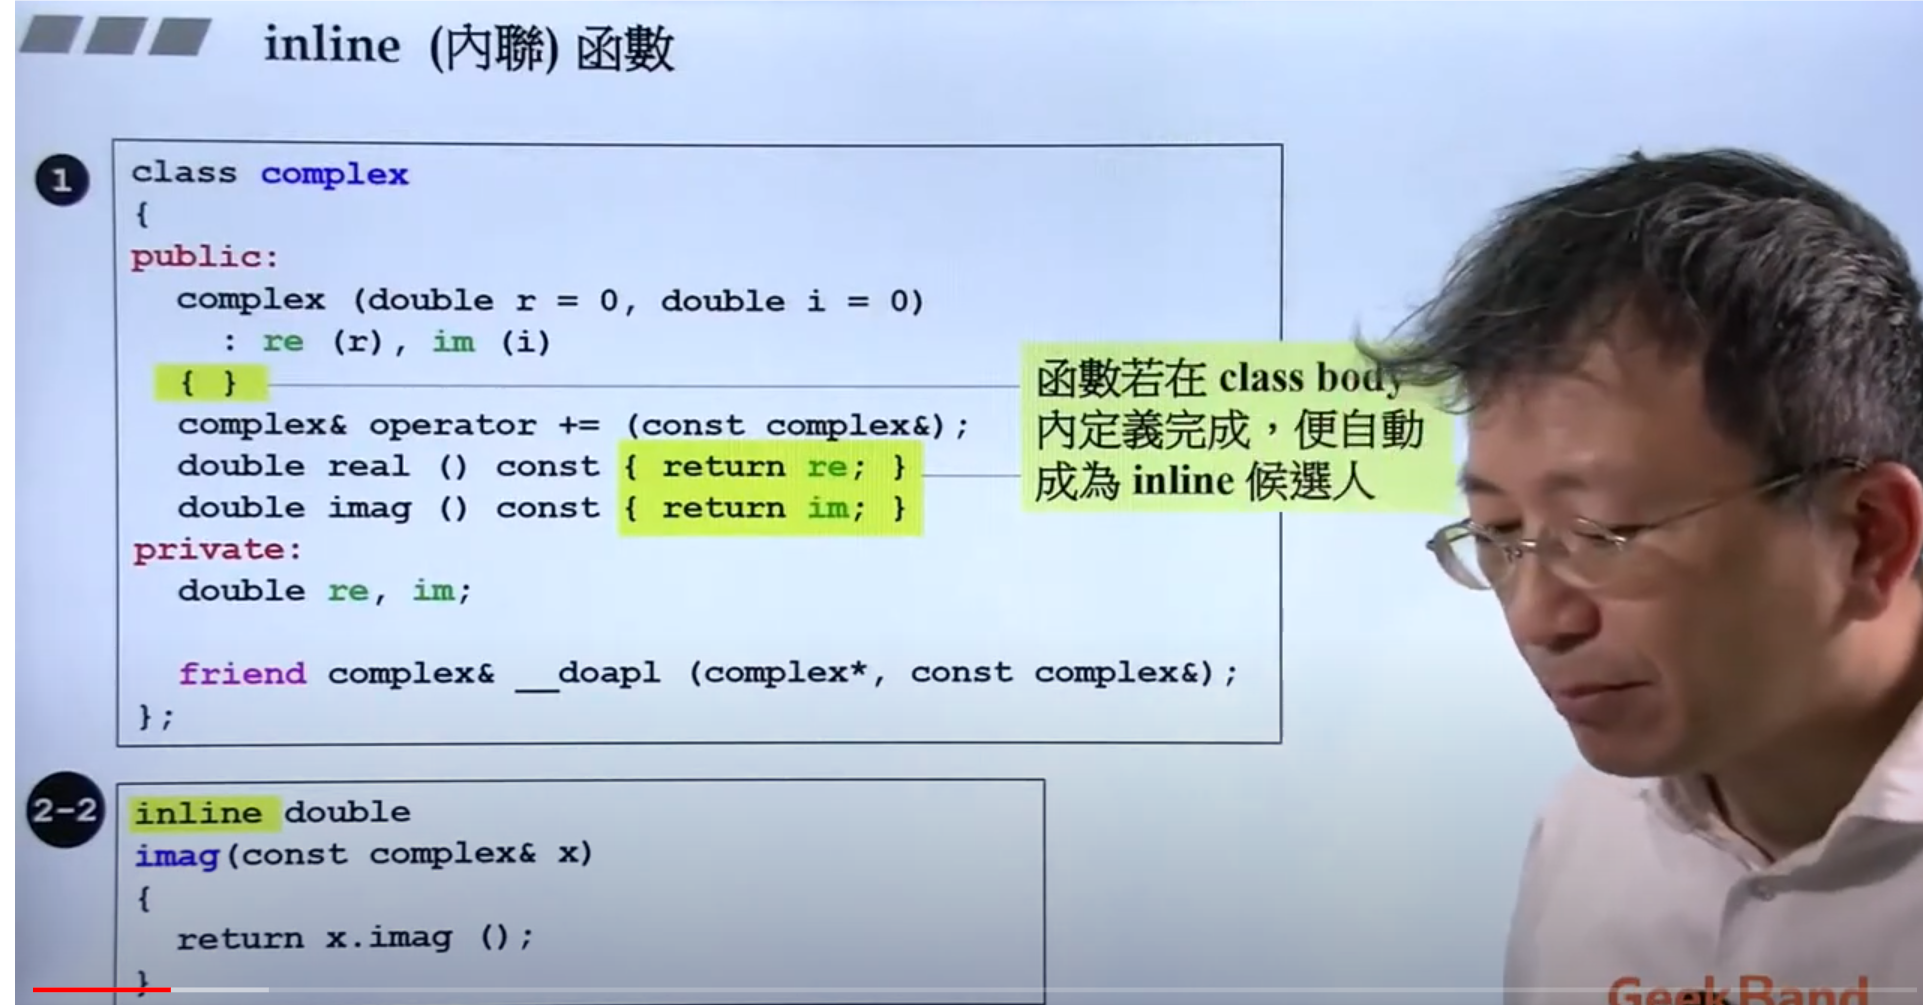 inline (內聯) 函數
1
class complex
{
public:
complex (double r = 0, double i = 0)
: re (r), im (i)
{ }
complex& operator += (const complex&);
double real () const { return re; }
double imag () const { return im; }
private:
double re, im;
friend complex& __doapl (complex*, const complex&);
};
函數若在 class body
內定義完成，便自動
成為 inline 候選人
2-2
inline double
imag(const complex& x)
{
return x.imag ();
}
GeekBand